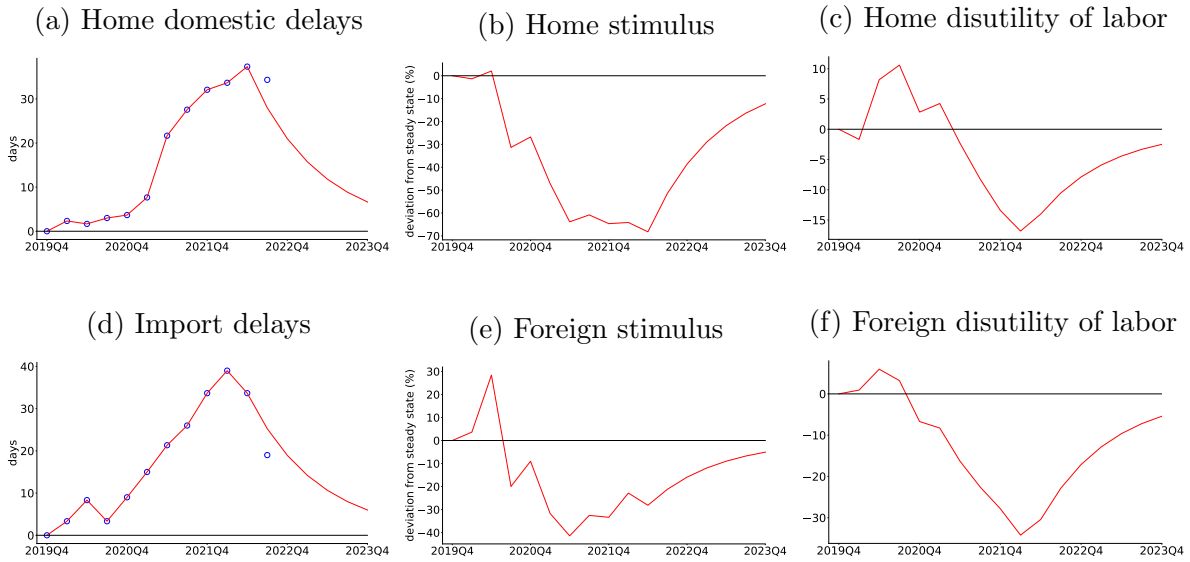 (a) Home domestic delays
(b) Home stimulus
(c) Home disutility of labor
days
30
20
10
0
2019Q4 2020Q4 2021Q4 2022Q4 2023Q4
deviation from steady state (%)
0
−10
−20
−30
−40
−50
−60
−70
2019Q4 2020Q4 2021Q4 2022Q4 2023Q4
10
5
0
−5
−10
−15
2019Q4 2020Q4 2021Q4 2022Q4 2023Q4
(d) Import delays
(e) Foreign stimulus
(f) Foreign disutility of labor
days
40
30
20
10
0
2019Q4 2020Q4 2021Q4 2022Q4 2023Q4
deviation from steady state (%)
30
20
10
0
−10
−20
−30
−40
2019Q4 2020Q4 2021Q4 2022Q4 2023Q4
0
−10
−20
−30
2019Q4 2020Q4 2021Q4 2022Q4 2023Q4